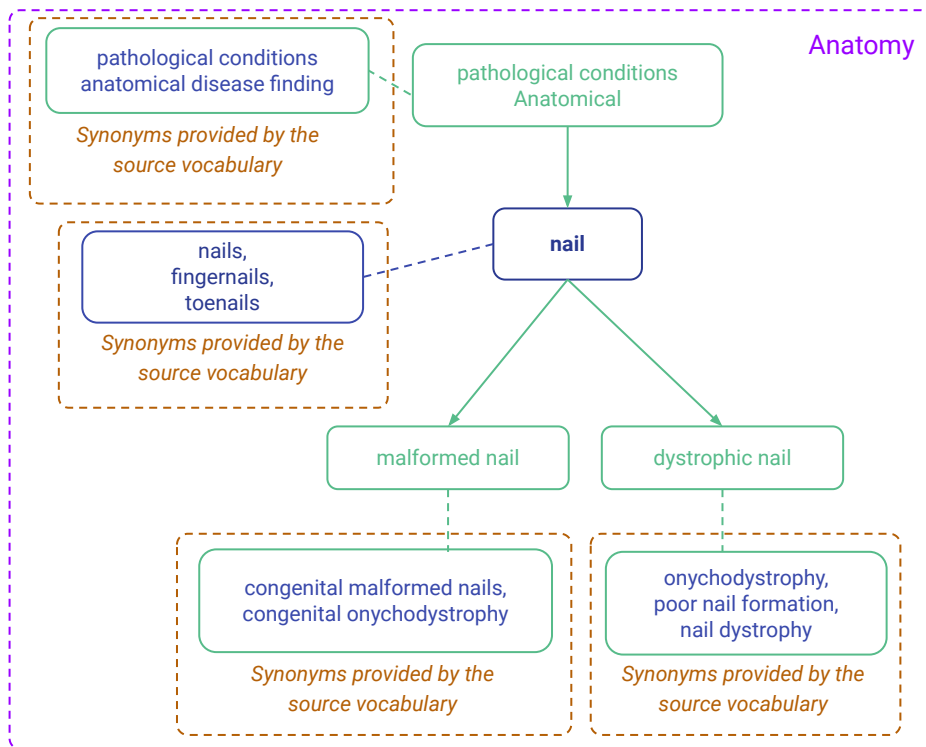 Anatomy
pathological conditions
anatomical disease finding
Synonyms provided by the
source vocabulary
pathological conditions
Anatomical
nails,
fingernails,
toenails
Synonyms provided by the
source vocabulary
nail
malformed nail
dystrophic nail
congenital malformed nails,
congenital onychodystrophy
Synonyms provided by the
source vocabulary
onychodystrophy,
poor nail formation,
nail dystrophy
Synonyms provided by the
source vocabulary